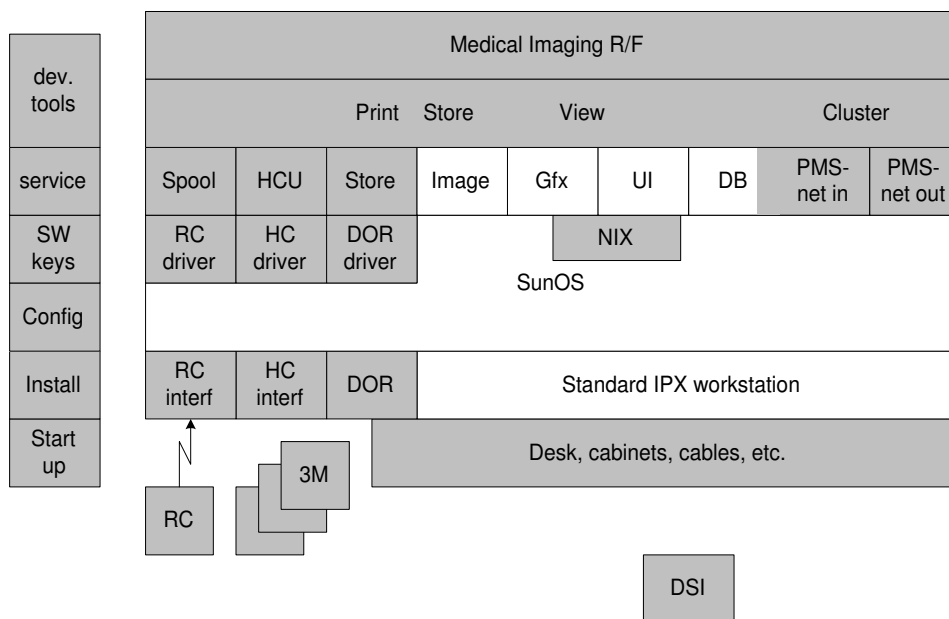 Medical Imaging R/F
dev.
tools
Print Store View Cluster
service
Spool HCU Store Image Gfx UI DB
PMS-
net in
PMS-
net out
SW
keys
RC
driver
HC
driver
DOR
driver
NIX
SunOS
Config
Install
RC
interf
HC
interf
DOR
Standard IPX workstation
Start
up
Desk, cabinets, cables, etc.
3M
RC
DSI